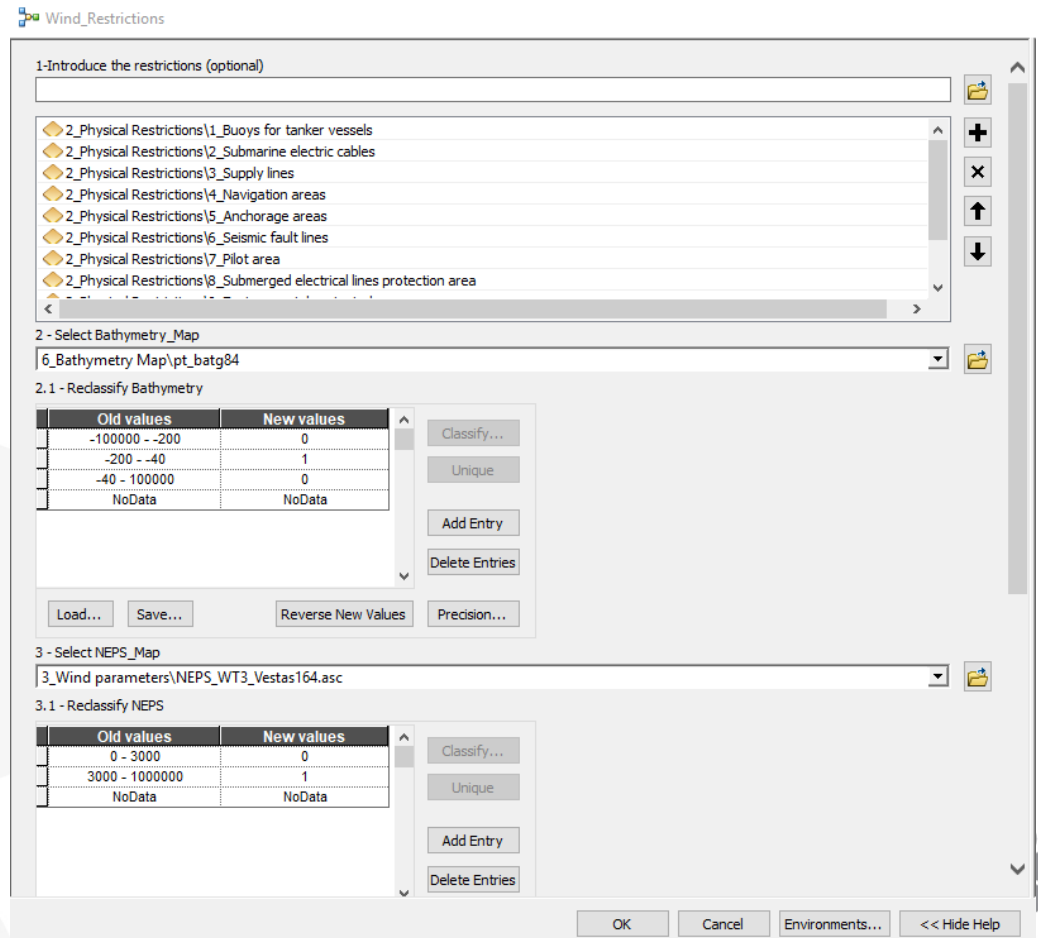 Wind_Restrictions
1-Introduce the restrictions (optional)
2_Physical Restrictions\1_Buoys for tanker vessels
2_Physical Restrictions\2_Submarine electric cables
2_Physical Restrictions\3_Supply lines
2_Physical Restrictions\4_Navigation areas
2_Physical Restrictions\5_Anchorage areas
2_Physical Restrictions\6_Seismic fault lines
2_Physical Restrictions\7_Pilot area
2_Physical Restrictions\8_Submerged electrical lines protection area
2 - Select Bathymetry_Map
6_Bathymetry Map\pt_batg84
2.1 - Reclassify Bathymetry
Old values New values
-100000 - -200 0
-200 - -40 1
-40 - 100000 0
NoData NoData
Classify...
Unique
Add Entry
Delete Entries
Load... Save... Reverse New Values Precision...
3 - Select NEPS_Map
3_Wind parameters\NEPS_WT3_Vestas164.asc
3.1 - Reclassify NEPS
Old values New values
0 - 3000 0
3000 - 1000000 1
NoData NoData
Classify...
Unique
Add Entry
Delete Entries
OK Cancel Environments... << Hide Help